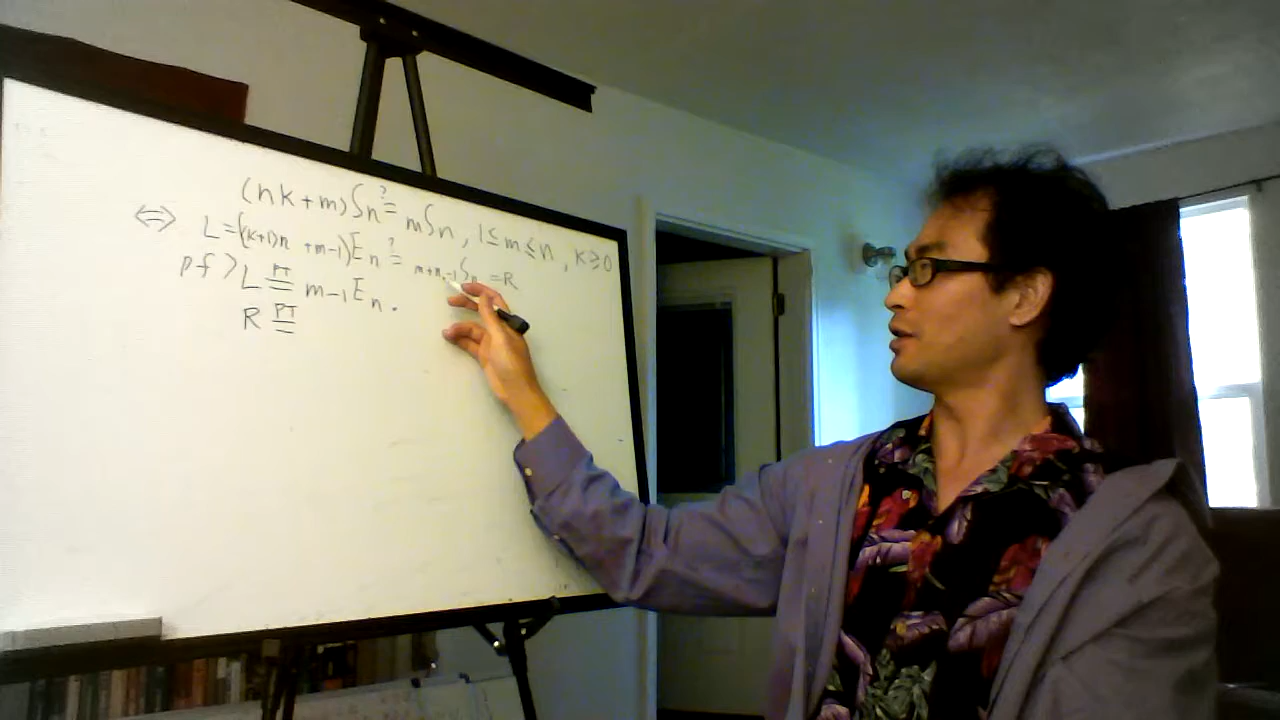 (nk+m)Sn ?= mSn, 1≤m≤n, k≥0
⇔ L=((k+1)n +m-1)En ?= m+n-1Sn =R
pf> L PT= m-1En.
R PT=